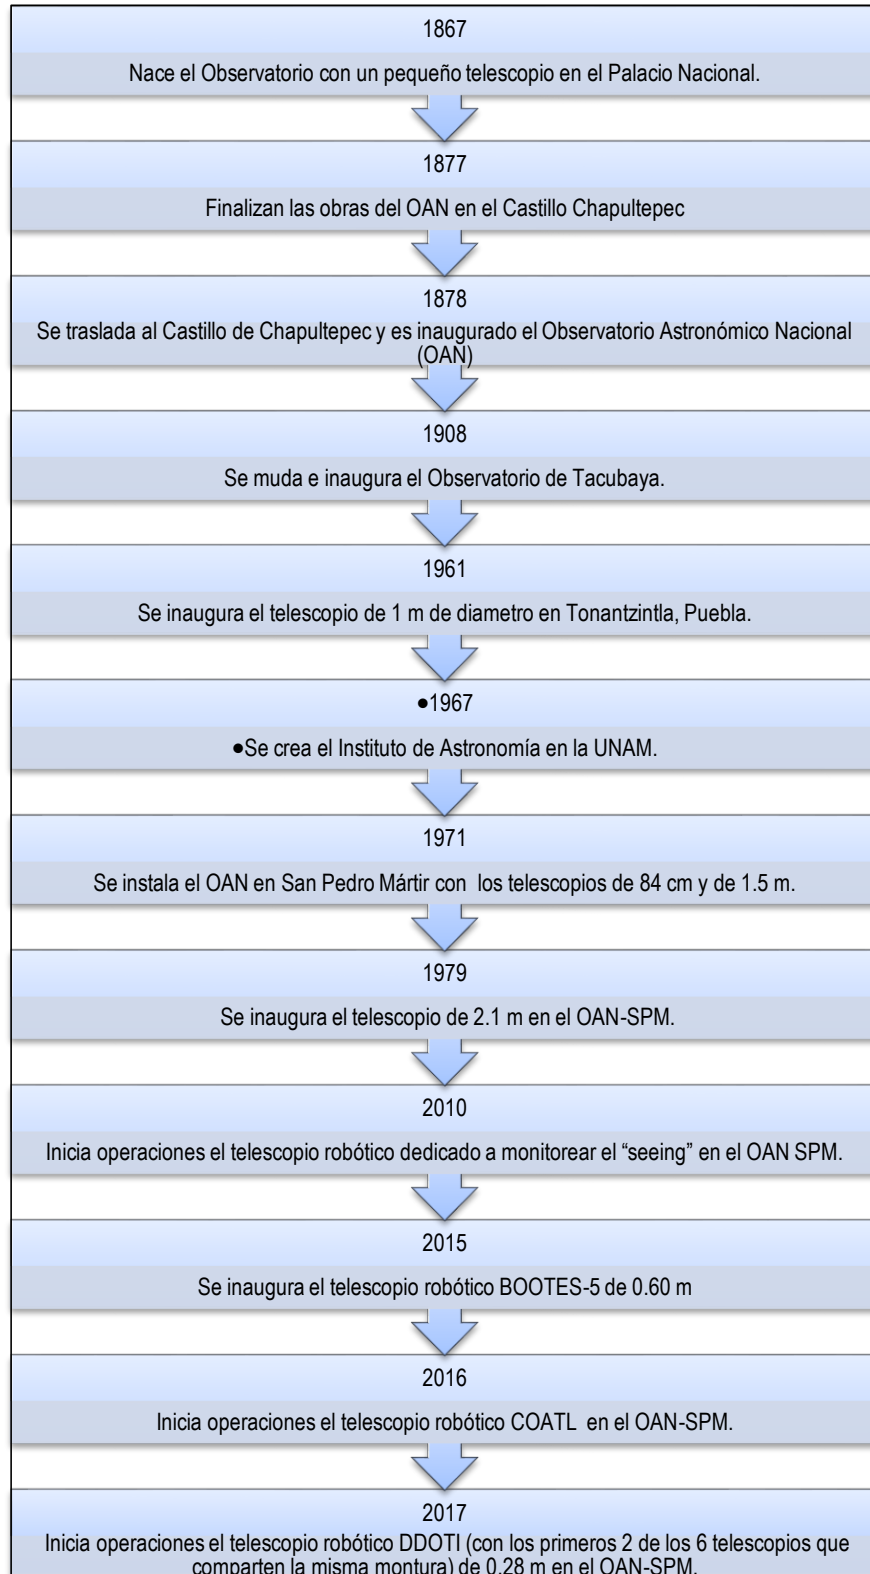 1867
Nace el Observatorio con un pequeño telescopio en el Palacio Nacional.
1877
Finalizan las obras del OAN en el Castillo Chapultepec
1878
Se traslada al Castillo de Chapultepec y es inaugurado el Observatorio Astronómico Nacional
(OAN)
1908
Se muda e inaugura el Observatorio de Tacubaya.
1961
Se inaugura el telescopio de 1 m de diametro en Tonantzintla, Puebla.
●1967
●Se crea el Instituto de Astronomía en la UNAM.
1971
Se instala el OAN en San Pedro Mártir con los telescopios de 84 cm y de 1.5 m.
1979
Se inaugura el telescopio de 2.1 m en el OAN-SPM.
2010
Inicia operaciones el telescopio robótico dedicado a monitorear el “seeing” en el OAN SPM.
2015
Se inaugura el telescopio robótico BOOTES-5 de 0.60 m
2016
Inicia operaciones el telescopio robótico COATL en el OAN-SPM.
2017
Inicia operaciones el telescopio robótico DDOTI (con los primeros 2 de los 6 telescopios que
comparten la misma montura) de 0.28 m en el OAN-SPM.